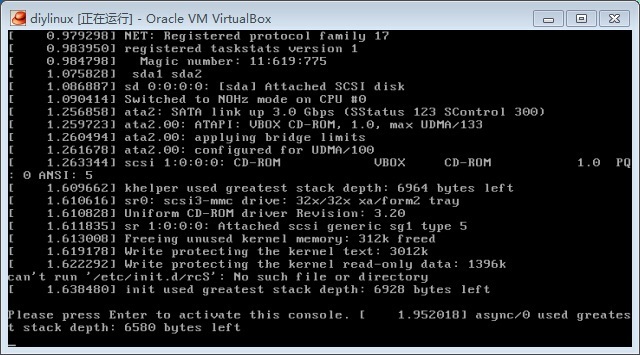 diylinux [正在运行] - Oracle VM VirtualBox
[    0.979298] NET: Registered protocol family 17
[    0.983950] registered taskstats version 1
[    0.984798]   Magic number: 11:619:775
[    1.075828]  sda1 sda2
[    1.086887] sd 0:0:0:0: [sda] Attached SCSI disk
[    1.090414] Switched to NOHz mode on CPU #0
[    1.256858] ata2: SATA link up 3.0 Gbps (SStatus 123 SControl 300)
[    1.259723] ata2.00: ATAPI: VBOX CD-ROM, 1.0, max UDMA/133
[    1.260494] ata2.00: applying bridge limits
[    1.261678] ata2.00: configured for UDMA/100
[    1.263344] scsi 1:0:0:0: CD-ROM            VBOX     CD-ROM           1.0  PQ
: 0 ANSI: 5
[    1.609662] khelper used greatest stack depth: 6964 bytes left
[    1.610616] sr0: scsi3-mmc drive: 32x/32x xa/form2 tray
[    1.610828] Uniform CD-ROM driver Revision: 3.20
[    1.611835] sr 1:0:0:0: Attached scsi generic sg1 type 5
[    1.613008] Freeing unused kernel memory: 312k freed
[    1.619178] Write protecting the kernel text: 3012k
[    1.622292] Write protecting the kernel read-only data: 1396k
can't run '/etc/init.d/rcS': No such file or directory
[    1.638480] init used greatest stack depth: 6928 bytes left
Please press Enter to activate this console. [    1.952018] async/0 used greates
t stack depth: 6580 bytes left